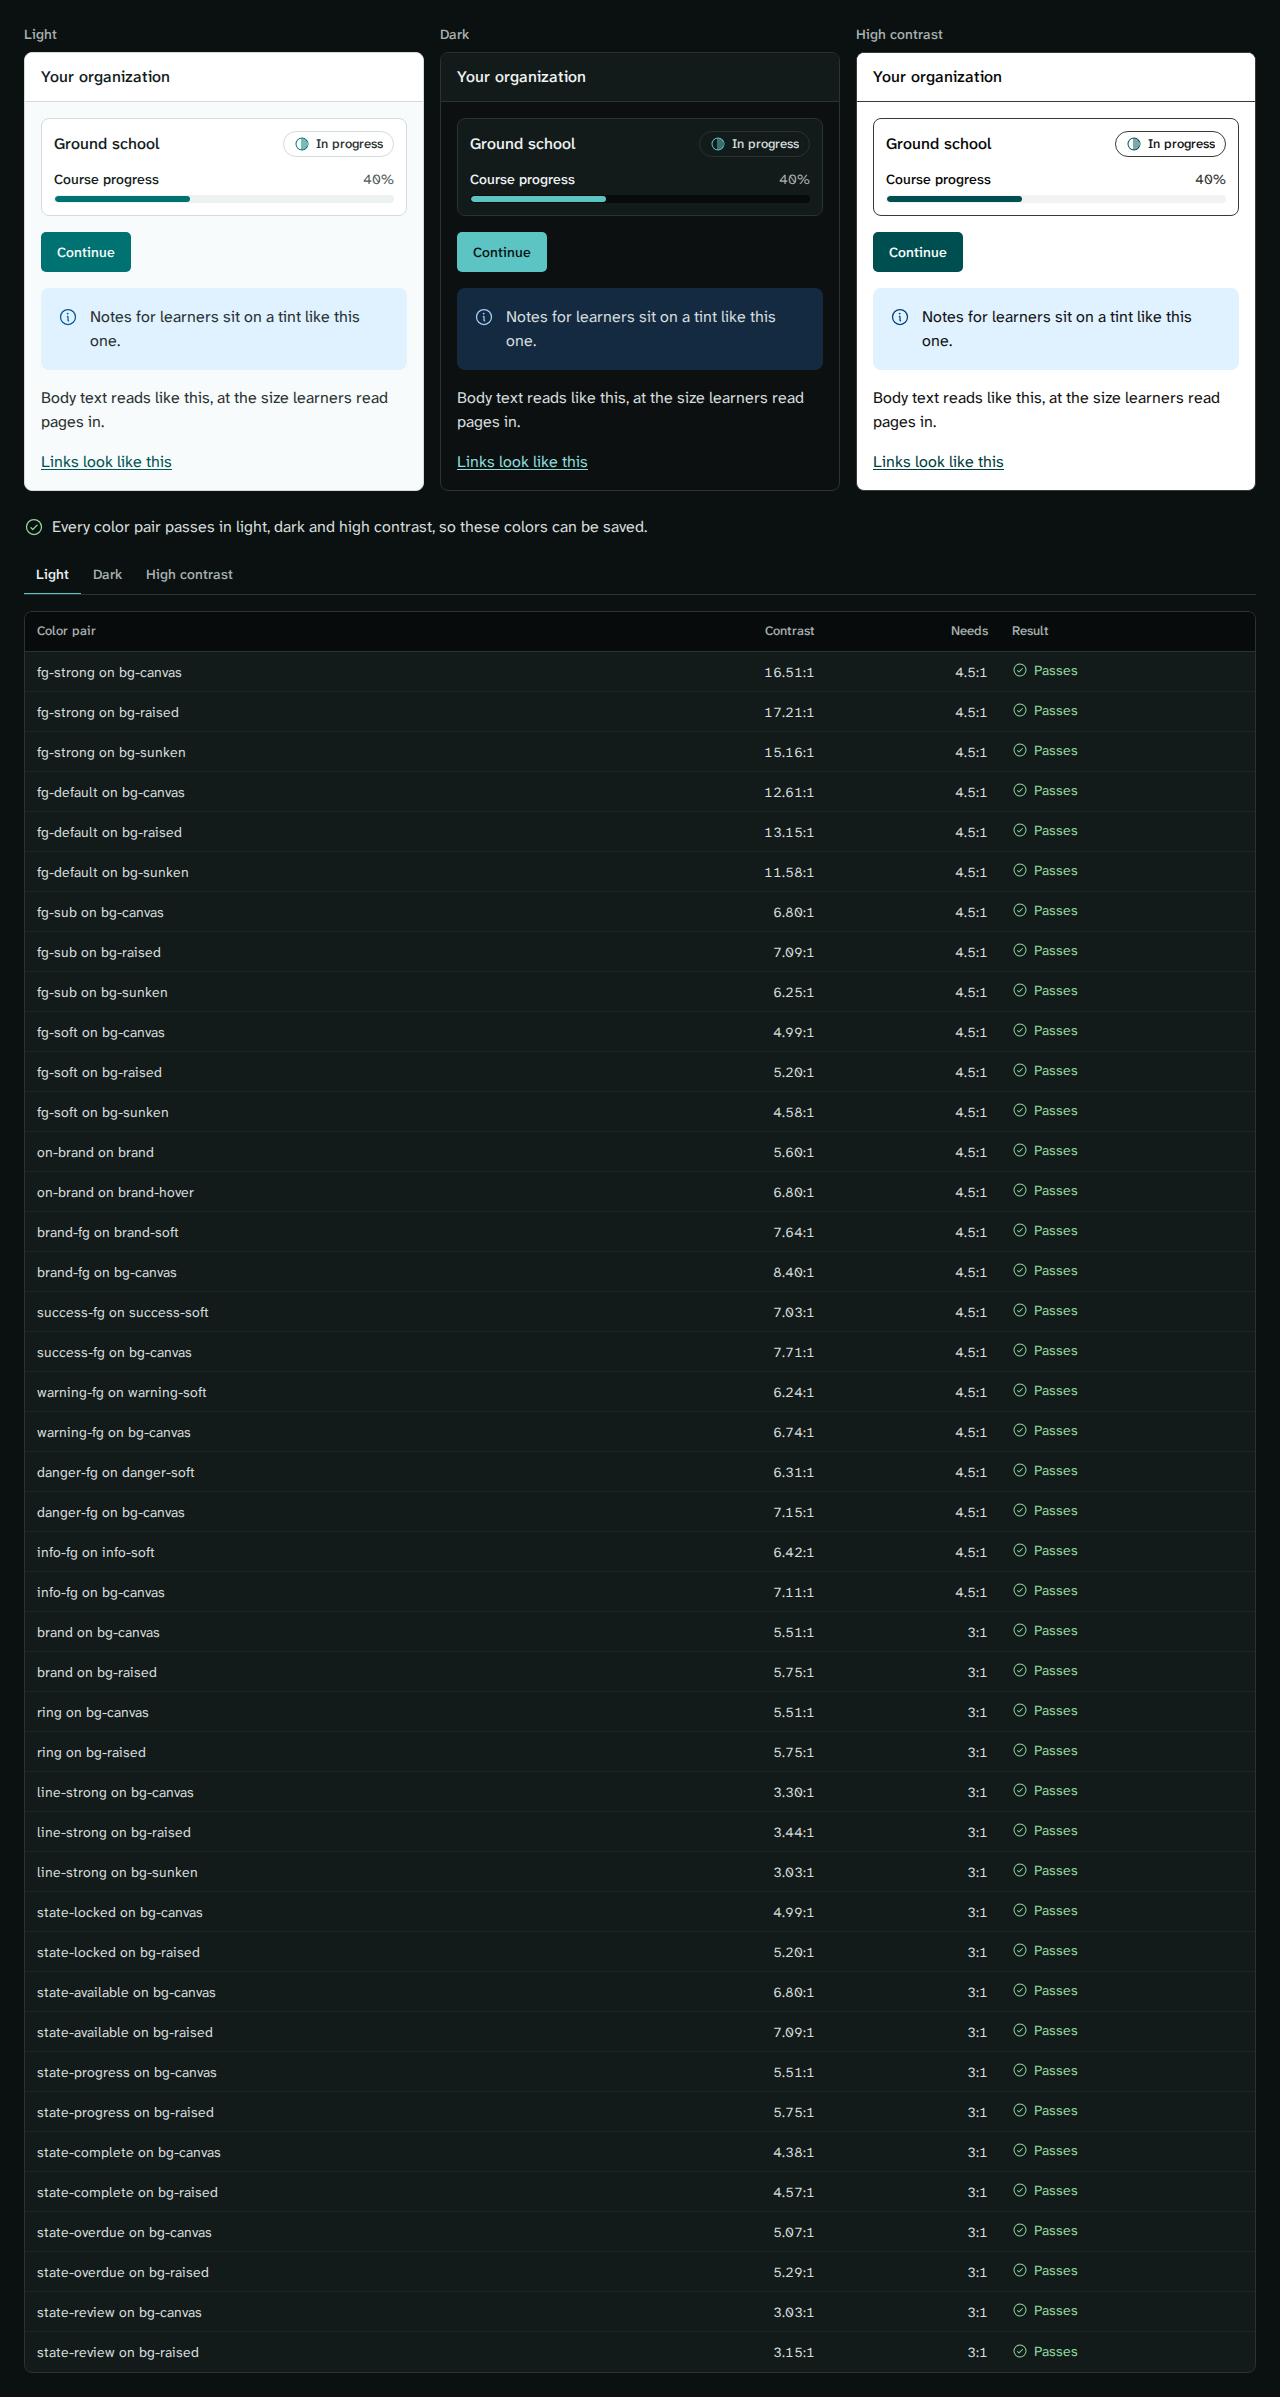 Light
Your organization
Ground school
In progress
Course progress
40%
Continue
Notes for learners sit on a tint like this
one.
Body text reads like this, at the size learners read
pages in.
Links look like this
Dark
Your organization
Ground school
In progress
Course progress
40%
Continue
Notes for learners sit on a tint like this
one.
Body text reads like this, at the size learners read
pages in.
Links look like this
High contrast
Your organization
Ground school
In progress
Course progress
40%
Continue
Notes for learners sit on a tint like this
one.
Body text reads like this, at the size learners read
pages in.
Links look like this
Every color pair passes in light, dark and high contrast, so these colors can be saved.
Light Dark High contrast
Color pair Contrast Needs Result
fg-strong on bg-canvas 16.51:1 4.5:1 Passes
fg-strong on bg-raised 17.21:1 4.5:1 Passes
fg-strong on bg-sunken 15.16:1 4.5:1 Passes
fg-default on bg-canvas 12.61:1 4.5:1 Passes
fg-default on bg-raised 13.15:1 4.5:1 Passes
fg-default on bg-sunken 11.58:1 4.5:1 Passes
fg-sub on bg-canvas 6.80:1 4.5:1 Passes
fg-sub on bg-raised 7.09:1 4.5:1 Passes
fg-sub on bg-sunken 6.25:1 4.5:1 Passes
fg-soft on bg-canvas 4.99:1 4.5:1 Passes
fg-soft on bg-raised 5.20:1 4.5:1 Passes
fg-soft on bg-sunken 4.58:1 4.5:1 Passes
on-brand on brand 5.60:1 4.5:1 Passes
on-brand on brand-hover 6.80:1 4.5:1 Passes
brand-fg on brand-soft 7.64:1 4.5:1 Passes
brand-fg on bg-canvas 8.40:1 4.5:1 Passes
success-fg on success-soft 7.03:1 4.5:1 Passes
success-fg on bg-canvas 7.71:1 4.5:1 Passes
warning-fg on warning-soft 6.24:1 4.5:1 Passes
warning-fg on bg-canvas 6.74:1 4.5:1 Passes
danger-fg on danger-soft 6.31:1 4.5:1 Passes
danger-fg on bg-canvas 7.15:1 4.5:1 Passes
info-fg on info-soft 6.42:1 4.5:1 Passes
info-fg on bg-canvas 7.11:1 4.5:1 Passes
brand on bg-canvas 5.51:1 3:1 Passes
brand on bg-raised 5.75:1 3:1 Passes
ring on bg-canvas 5.51:1 3:1 Passes
ring on bg-raised 5.75:1 3:1 Passes
line-strong on bg-canvas 3.30:1 3:1 Passes
line-strong on bg-raised 3.44:1 3:1 Passes
line-strong on bg-sunken 3.03:1 3:1 Passes
state-locked on bg-canvas 4.99:1 3:1 Passes
state-locked on bg-raised 5.20:1 3:1 Passes
state-available on bg-canvas 6.80:1 3:1 Passes
state-available on bg-raised 7.09:1 3:1 Passes
state-progress on bg-canvas 5.51:1 3:1 Passes
state-progress on bg-raised 5.75:1 3:1 Passes
state-complete on bg-canvas 4.38:1 3:1 Passes
state-complete on bg-raised 4.57:1 3:1 Passes
state-overdue on bg-canvas 5.07:1 3:1 Passes
state-overdue on bg-raised 5.29:1 3:1 Passes
state-review on bg-canvas 3.03:1 3:1 Passes
state-review on bg-raised 3.15:1 3:1 Passes